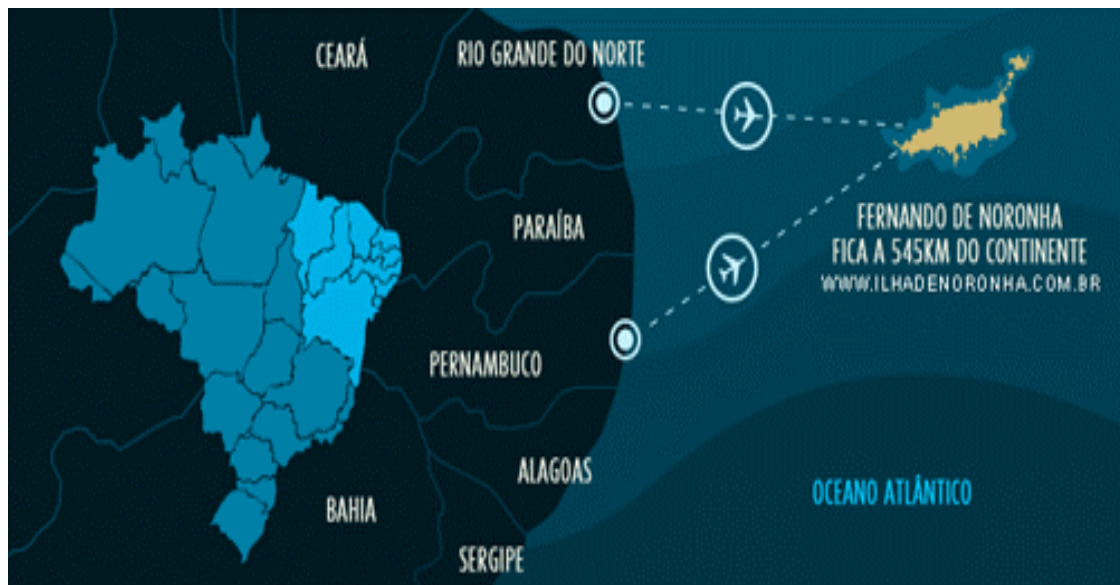 CEARÁ
RIO GRANDE DO NORTE
PARAÍBA
FERNANDO DE NORONHA
FICA A 545KM DO CONTINENTE
WWW.ILHADENORONHA.COM.BR
PERNAMBUCO
ALAGOAS
OCEANO ATLÂNTICO
BAHIA
SERGIPE